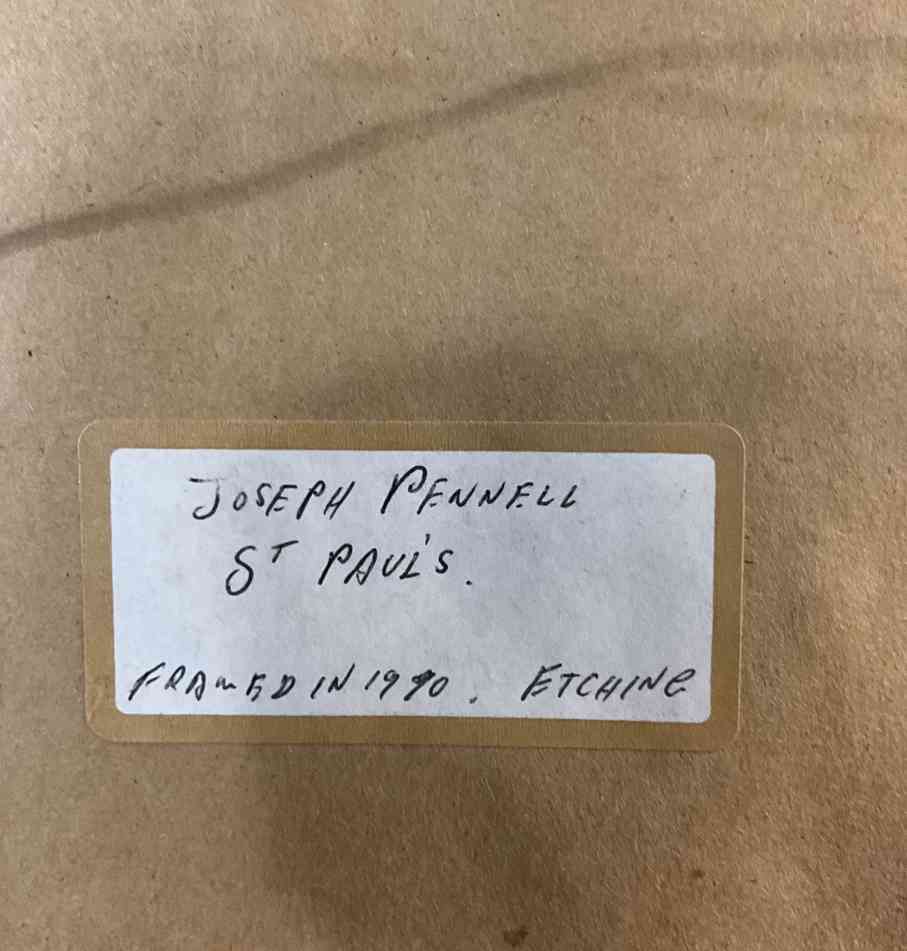 JOSEPH PENNELL
ST PAUL'S.
FRAMED IN 1990. ETCHING